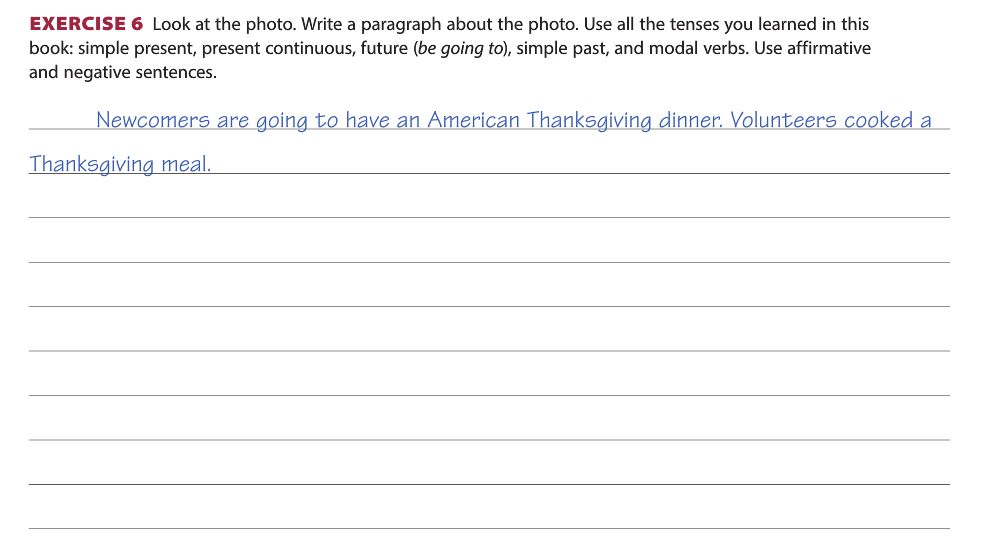 EXERCISE 6 Look at the photo. Write a paragraph about the photo. Use all the tenses you learned in this
book: simple present, present continuous, future (be going to), simple past, and modal verbs. Use affirmative
and negative sentences.
Newcomers are going to have an American Thanksgiving dinner. Volunteers cooked a
Thanksgiving meal.